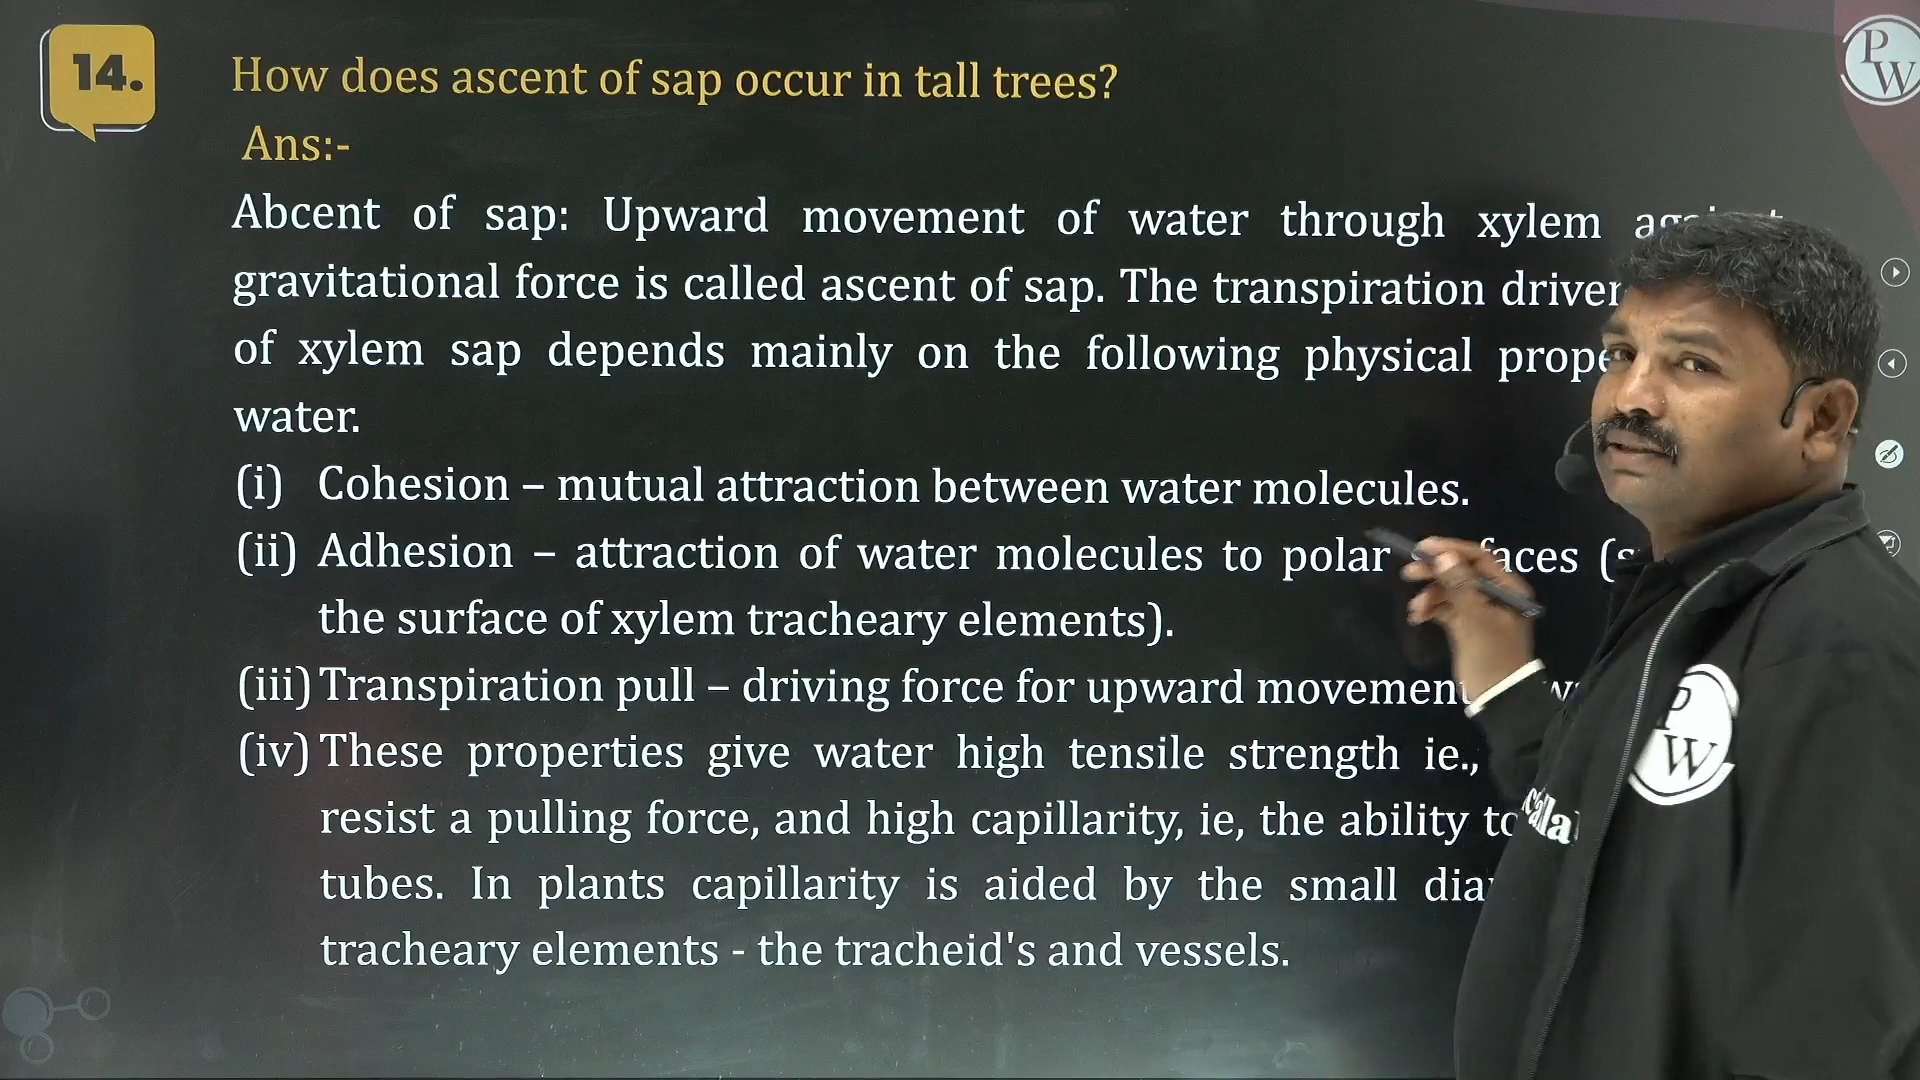 14.
How does ascent of sap occur in tall trees?
PW
Ans:-
Abcent of sap: Upward movement of water through xylem against
gravitational force is called ascent of sap. The transpiration driven
of xylem sap depends mainly on the following physical
water.
(i) Cohesion – mutual attraction between water molecules.
(ii) Adhesion – attraction of water molecules to polar surfaces
the surface of xylem tracheary elements).
(iii) Transpiration pull – driving force for upward movement
(iv) These properties give water high tensile strength ie.,
resist a pulling force, and high capillarity, ie, the ability to
tubes. In plants capillarity is aided by the small
tracheary elements - the tracheid's and vessels.
PW